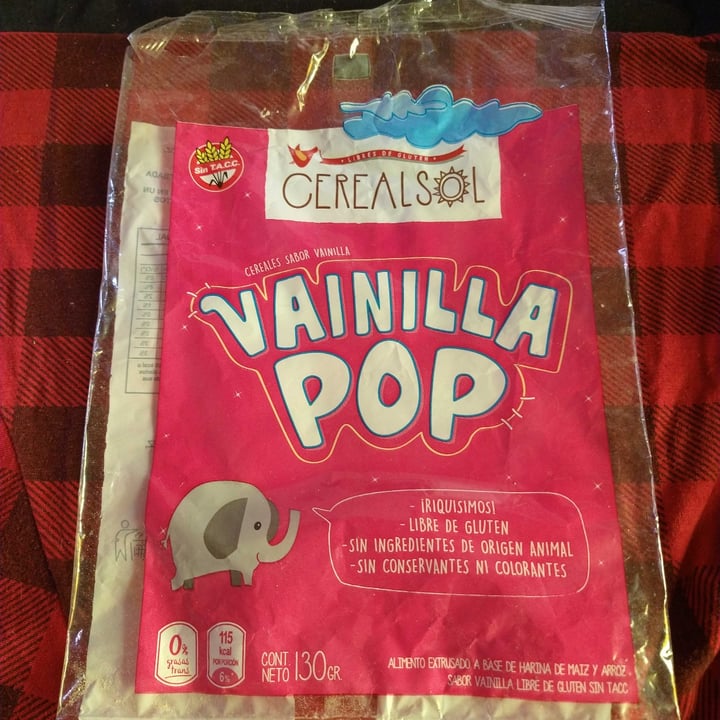 Sin T.A.C.C.
• LIBRES DE GLUTEN •
CEREALSOL
CEREALES SABOR VAINILLA
VAINILLA
POP
- ¡RIQUISIMOS!
- LIBRE DE GLUTEN
-SIN INGREDIENTES DE ORIGEN ANIMAL
-SIN CONSERVANTES NI COLORANTES
0%
grasas
trans
115
kcal
POR PORCIÓN
6%*
CONT.
NETO 130GR.
ALIMENTO EXTRUSADO A BASE DE HARINA DE MAIZ Y ARROZ
SABOR VAINILLA LIBRE DE GLUTEN SIN TACC